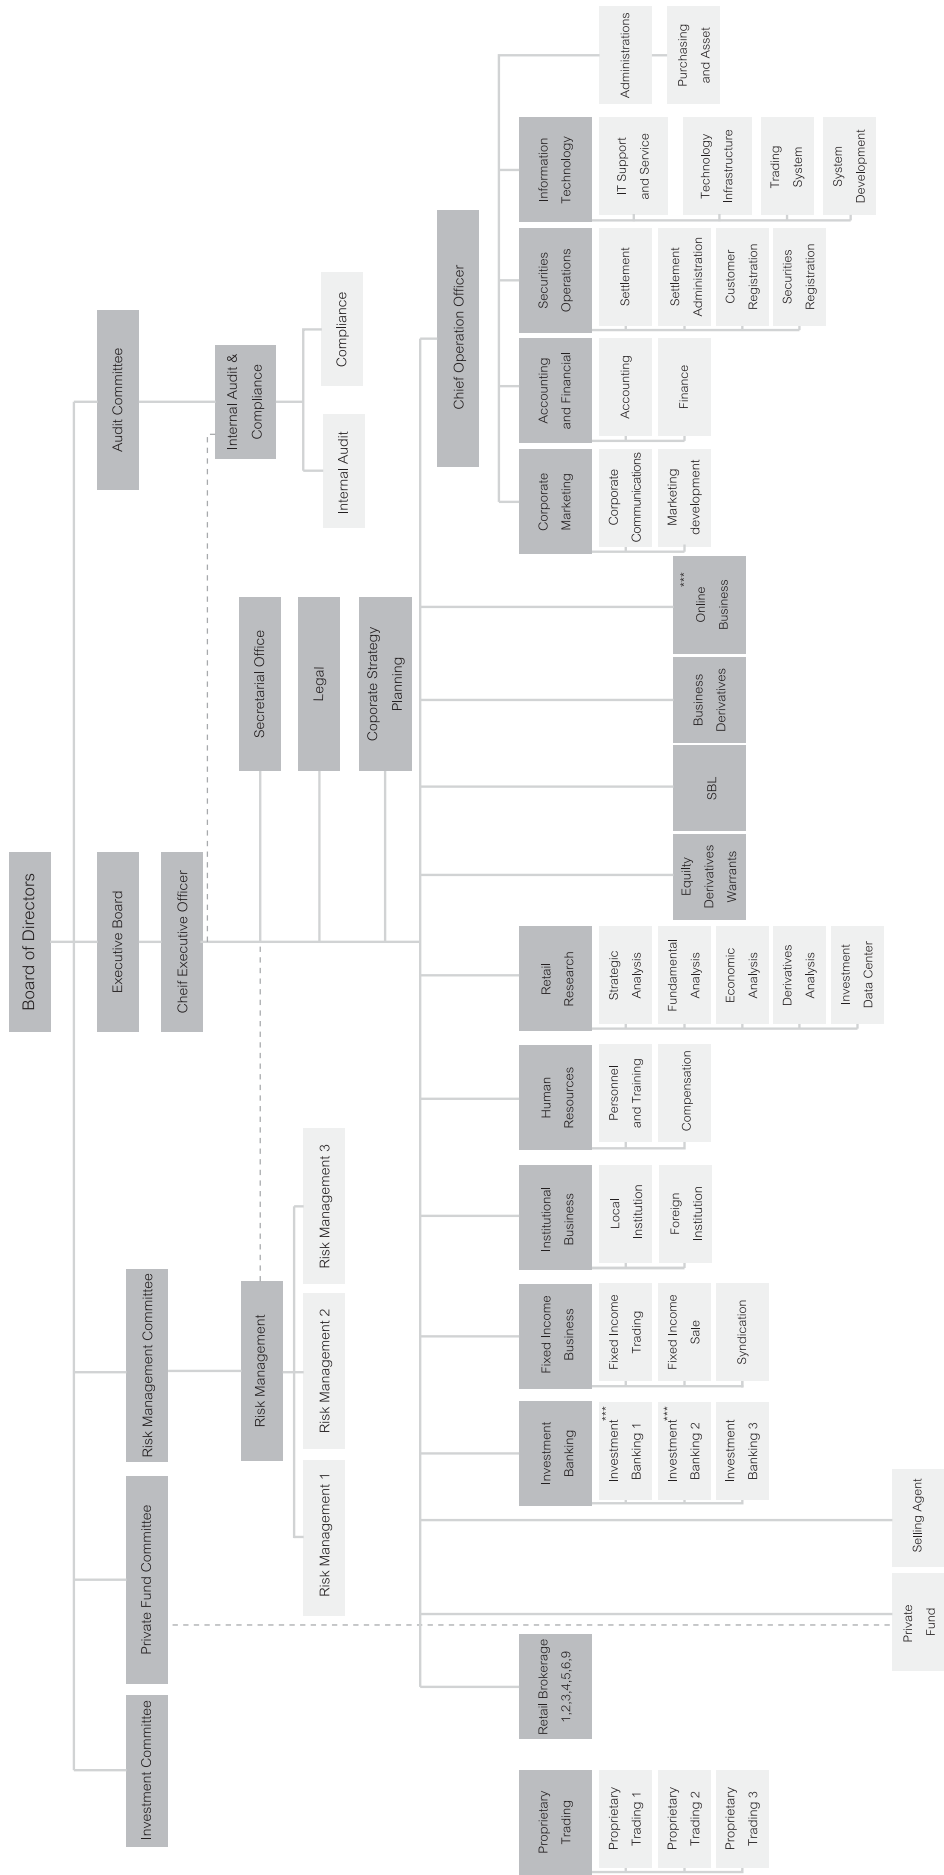 Board of Directors
Investment Committee
Private Fund Committee
Risk Management Committee
Executive Board
Audit Committee
Cheif Executive Officer
Risk Management
Risk Management 1
Risk Management 2
Risk Management 3
Internal Audit &
Compliance
Internal Audit
Compliance
Secretarial Office
Legal
Coporate Strategy
Planning
Chief Operation Officer
Proprietary
Trading
Proprietary
Trading 1
Proprietary
Trading 2
Proprietary
Trading 3
Retail Brokerage
1,2,3,4,5,6,9
Private
Fund
Selling Agent
Investment
Banking
Investment***
Banking 1
Investment***
Banking 2
Investment
Banking 3
Fixed Income
Business
Fixed Income
Trading
Fixed Income
Sale
Syndication
Institutional
Business
Local
Institution
Foreign
Institution
Human
Resources
Personnel
and Training
Compensation
Retail
Research
Strategic
Analysis
Fundamental
Analysis
Economic
Analysis
Derivatives
Analysis
Investment
Data Center
Equilty
Derivatives
Warrants
SBL
Business
Derivatives
***
Online
Business
Corporate
Marketing
Corporate
Communications
Marketing
development
Accounting
and Financial
Accounting
Finance
Securities
Operations
Settlement
Settlement
Administration
Customer
Registration
Securities
Registration
Information
Technology
IT Support
and Service
Technology
Infrastructure
Trading
System
System
Development
Administrations
Purchasing
and Asset